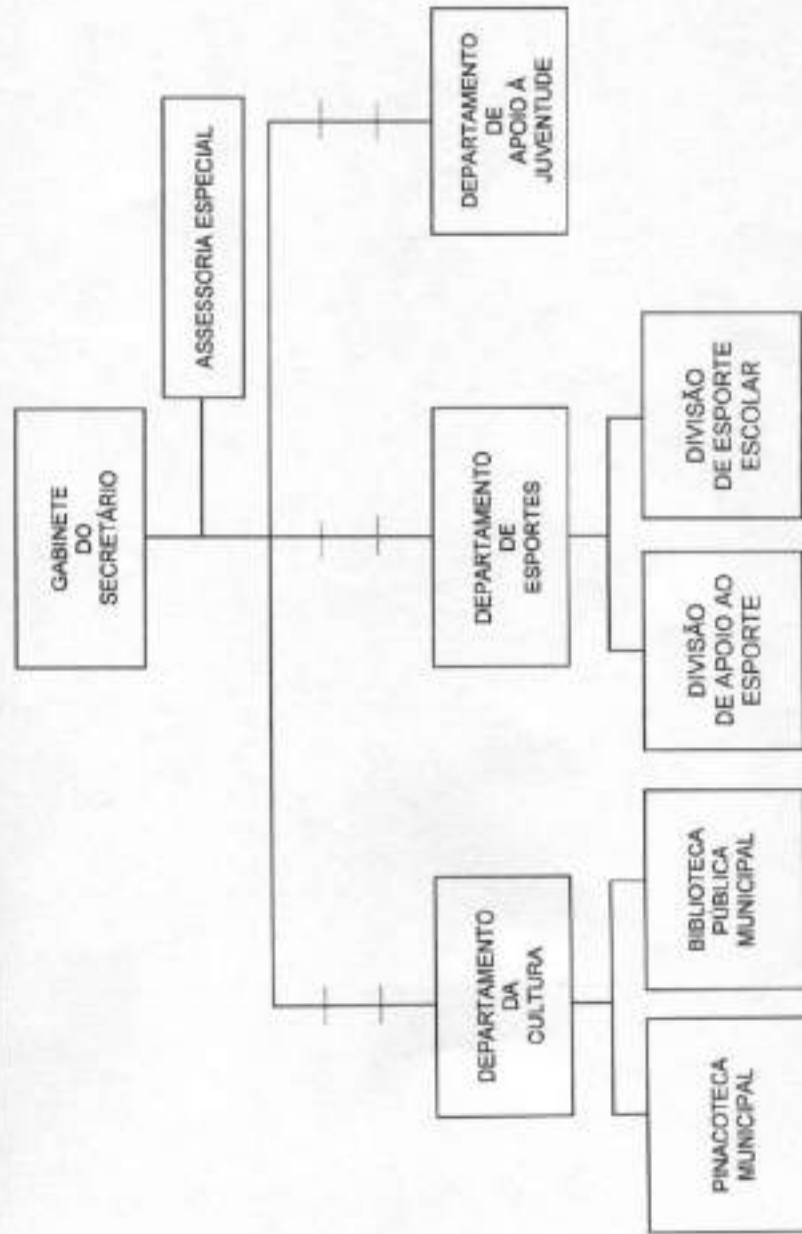 GABINETE
DO
SECRETÁRIO
ASSESSORIA ESPECIAL
DEPARTAMENTO
DA
CULTURA
DEPARTAMENTO
DE
ESPORTES
DEPARTAMENTO
DE
APOIO À
JUVENTUDE
PINACOTECA
MUNICIPAL
BIBLIOTECA
PÚBLICA
MUNICIPAL
DIVISÃO
DE APOIO AO
ESPORTE
DIVISÃO
DE ESPORTE
ESCOLAR